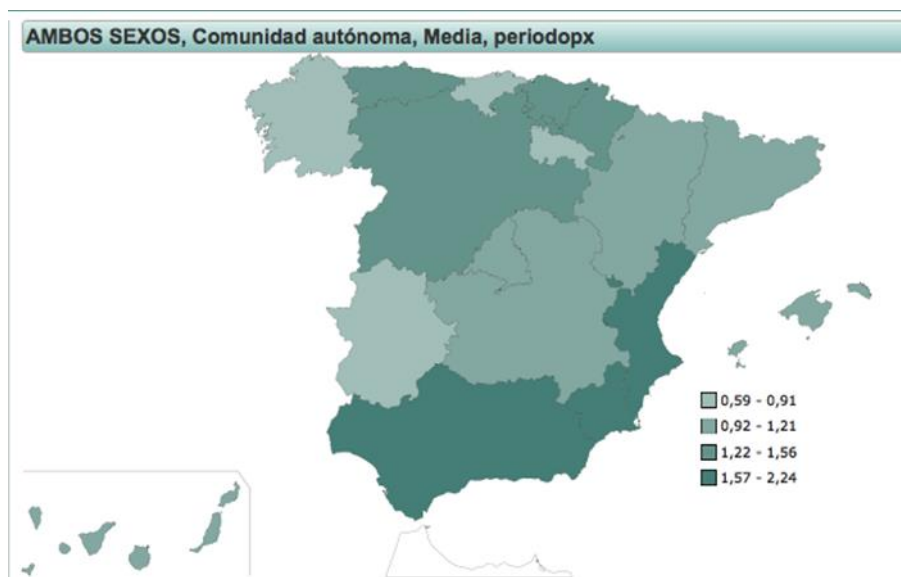 AMBOS SEXOS, Comunidad autónoma, Media, periodopx
0,59 - 0,91
0,92 - 1,21
1,22 - 1,56
1,57 - 2,24